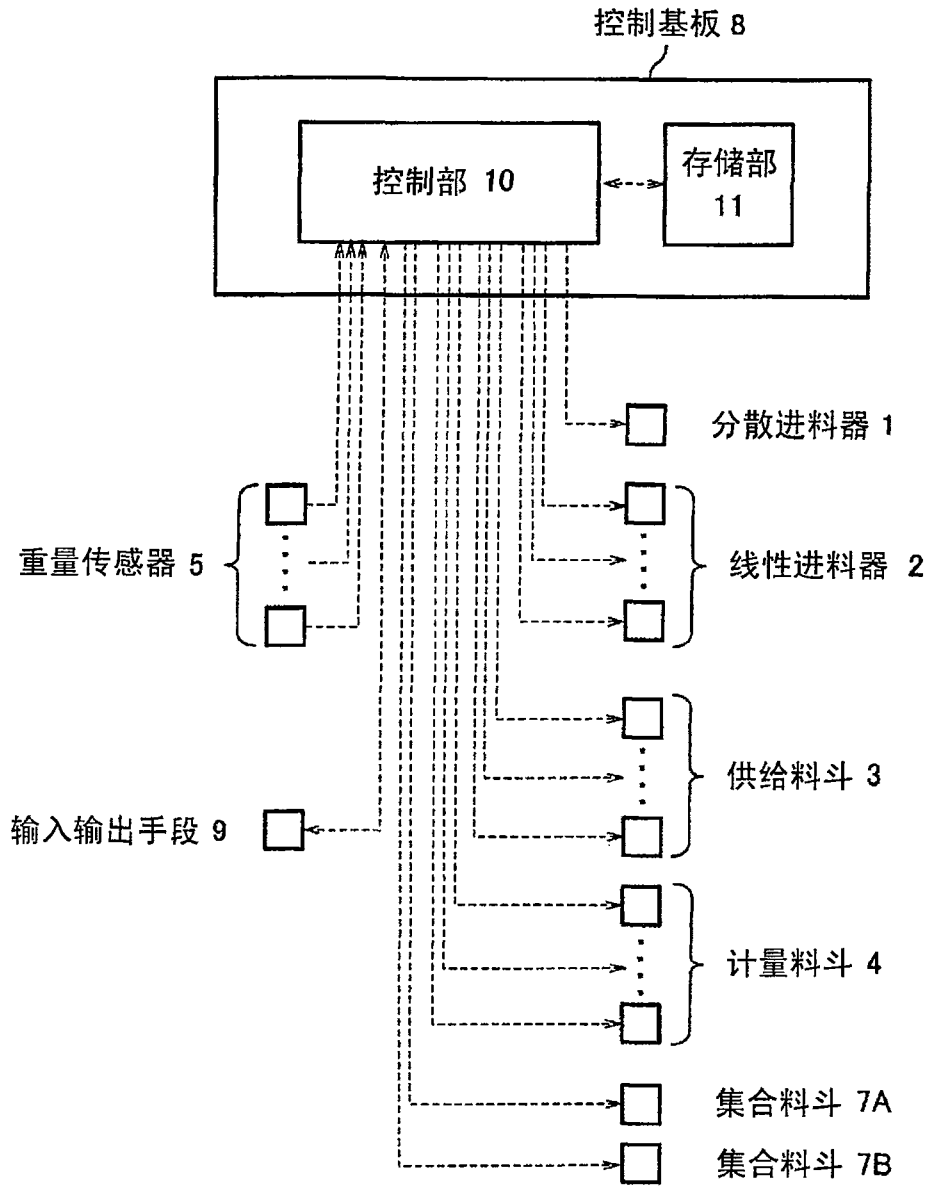 控制基板 8
控制部 10
存储部
11
分散进料器 1
重量传感器 5
线性进料器 2
供给料斗 3
输入输出手段 9
计量料斗 4
集合料斗 7A
集合料斗 7B